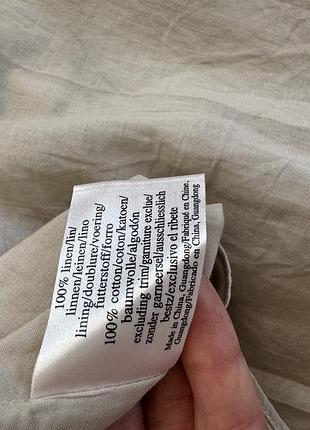 100% linen/lin/
linnen/leinen/lino
lining/doublure/voering/
futterstoff/forro
100% cotton/coton/katoen/
baumwolle/algodón
excluding trim/garniture exclue/
zonder garneersel/ausschliesslich
besatz/exclusivo el ribete
Made in China, Guangdong/Fabriqué en Chine,
Guangdong/Fabricado en China, Guangdong